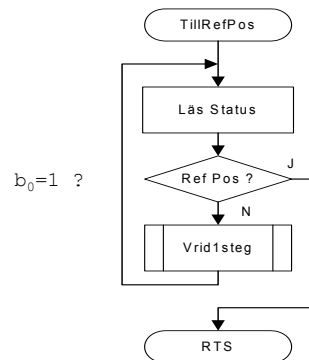 TillRefPos
Läs Status
b₀=1 ?
Ref Pos ?
J
N
Vrid1steg
RTS